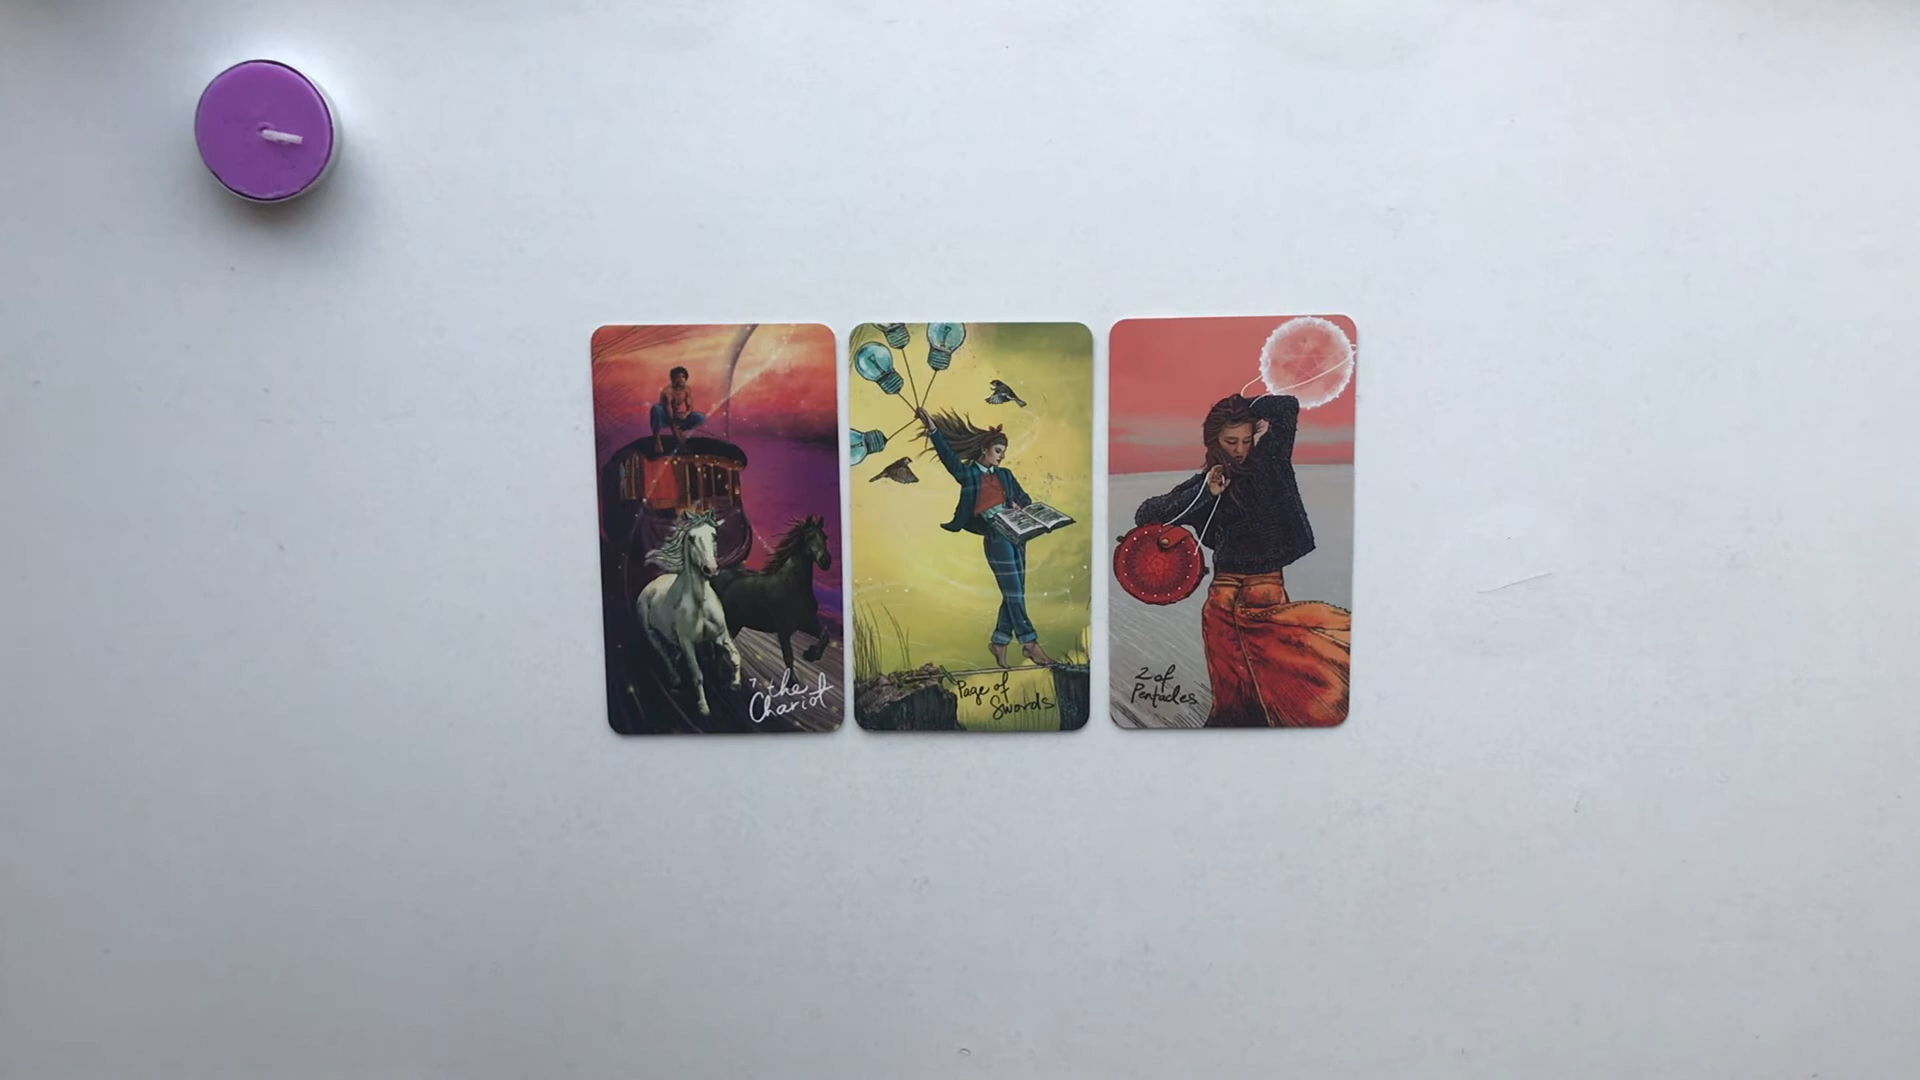 7. the
Chariot
Page of
Swords
2 of
Pentacles